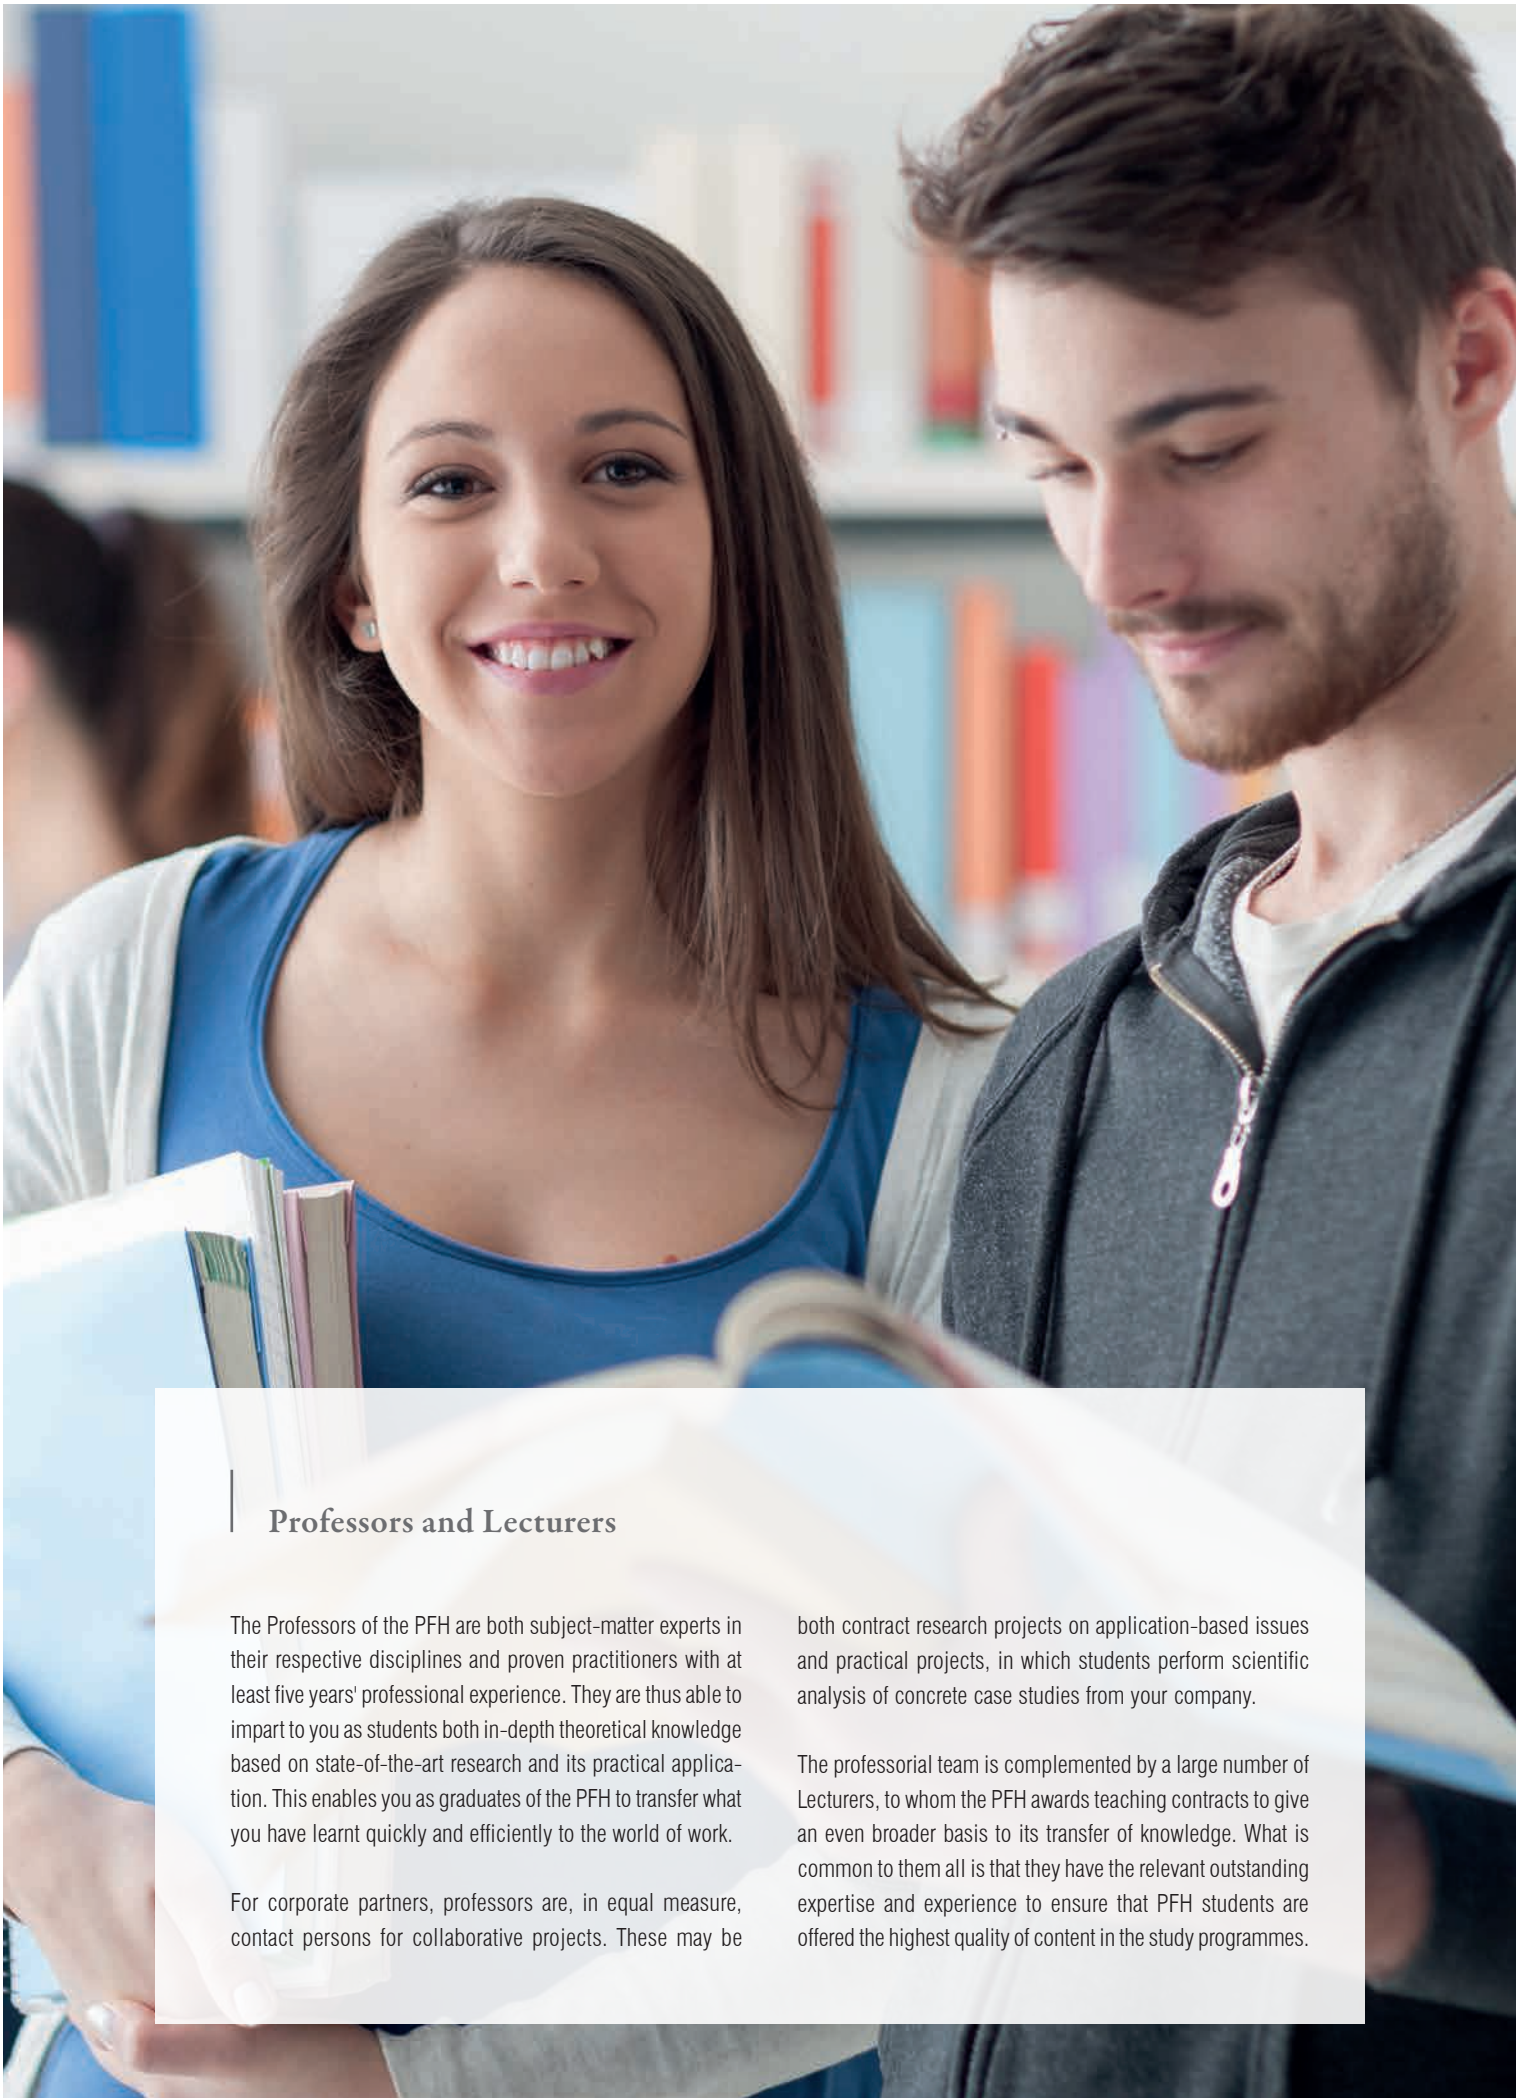 Professors and Lecturers
The Professors of the PFH are both subject-matter experts in
their respective disciplines and proven practitioners with at
least five years' professional experience. They are thus able to
impart to you as students both in-depth theoretical knowledge
based on state-of-the-art research and its practical applica-
tion. This enables you as graduates of the PFH to transfer what
you have learnt quickly and efficiently to the world of work.
For corporate partners, professors are, in equal measure,
contact persons for collaborative projects. These may be
both contract research projects on application-based issues
and practical projects, in which students perform scientific
analysis of concrete case studies from your company.
The professorial team is complemented by a large number of
Lecturers, to whom the PFH awards teaching contracts to give
an even broader basis to its transfer of knowledge. What is
common to them all is that they have the relevant outstanding
expertise and experience to ensure that PFH students are
offered the highest quality of content in the study programmes.